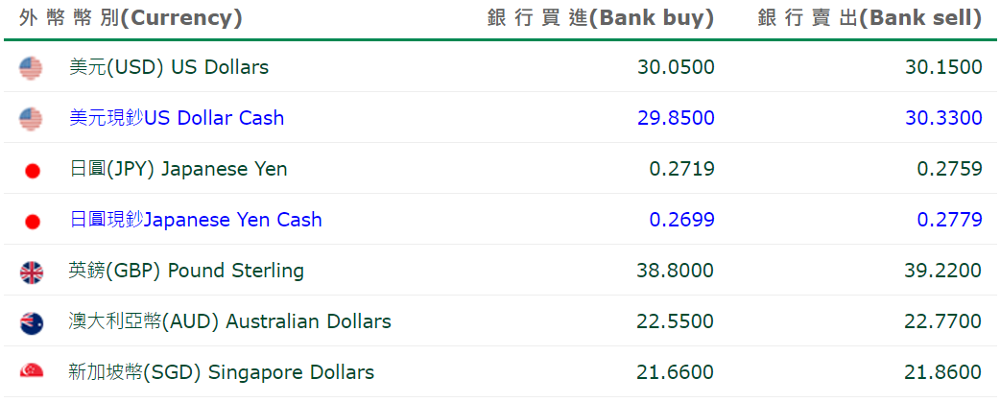 外 幣 幣 別(Currency) 銀 行 買 進(Bank buy) 銀 行 賣 出(Bank sell)
美元(USD) US Dollars 30.0500 30.1500
美元現鈔US Dollar Cash 29.8500 30.3300
日圓(JPY) Japanese Yen 0.2719 0.2759
日圓現鈔Japanese Yen Cash 0.2699 0.2779
英鎊(GBP) Pound Sterling 38.8000 39.2200
澳大利亞幣(AUD) Australian Dollars 22.5500 22.7700
新加坡幣(SGD) Singapore Dollars 21.6600 21.8600